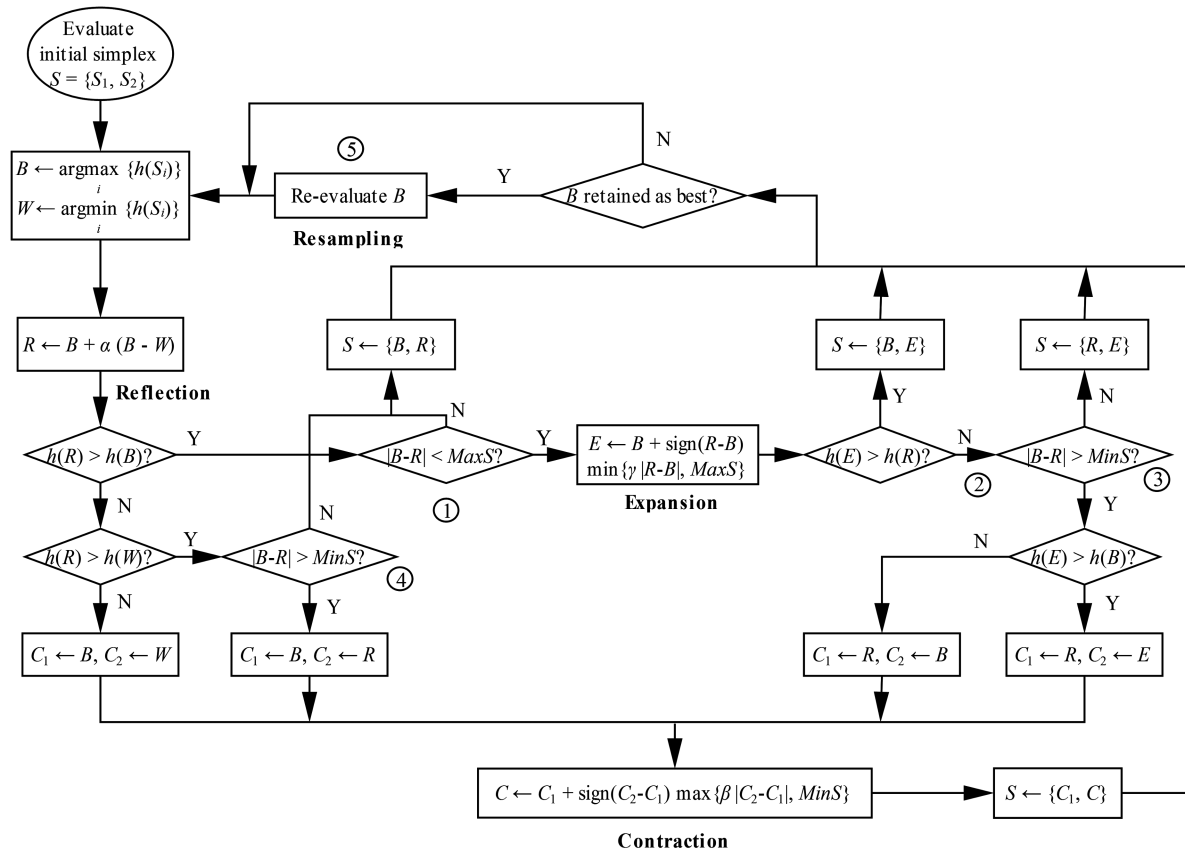 Evaluate
initial simplex
S = {S₁, S₂}
N
⑤
B ← argmax {h(Sᵢ)}
i
W ← argmin {h(Sᵢ)}
i
Re-evaluate B
Y
B retained as best?
Resampling
R ← B + α (B - W)
S ← {B, R}
S ← {B, E}
S ← {R, E}
Reflection
N
Y
N
h(R) > h(B)?
Y
|B-R| < MaxS?
Y
E ← B + sign(R-B)
min{γ |R-B|, MaxS}
h(E) > h(R)?
N
|B-R| > MinS?
Expansion
①
②
③
N
N
Y
h(R) > h(W)?
Y
|B-R| > MinS?
④
N
h(E) > h(B)?
N
Y
Y
C₁ ← B, C₂ ← W
C₁ ← B, C₂ ← R
C₁ ← R, C₂ ← B
C₁ ← R, C₂ ← E
C ← C₁ + sign(C₂-C₁) max{β |C₂-C₁|, MinS}
S ← {C₁, C}
Contraction